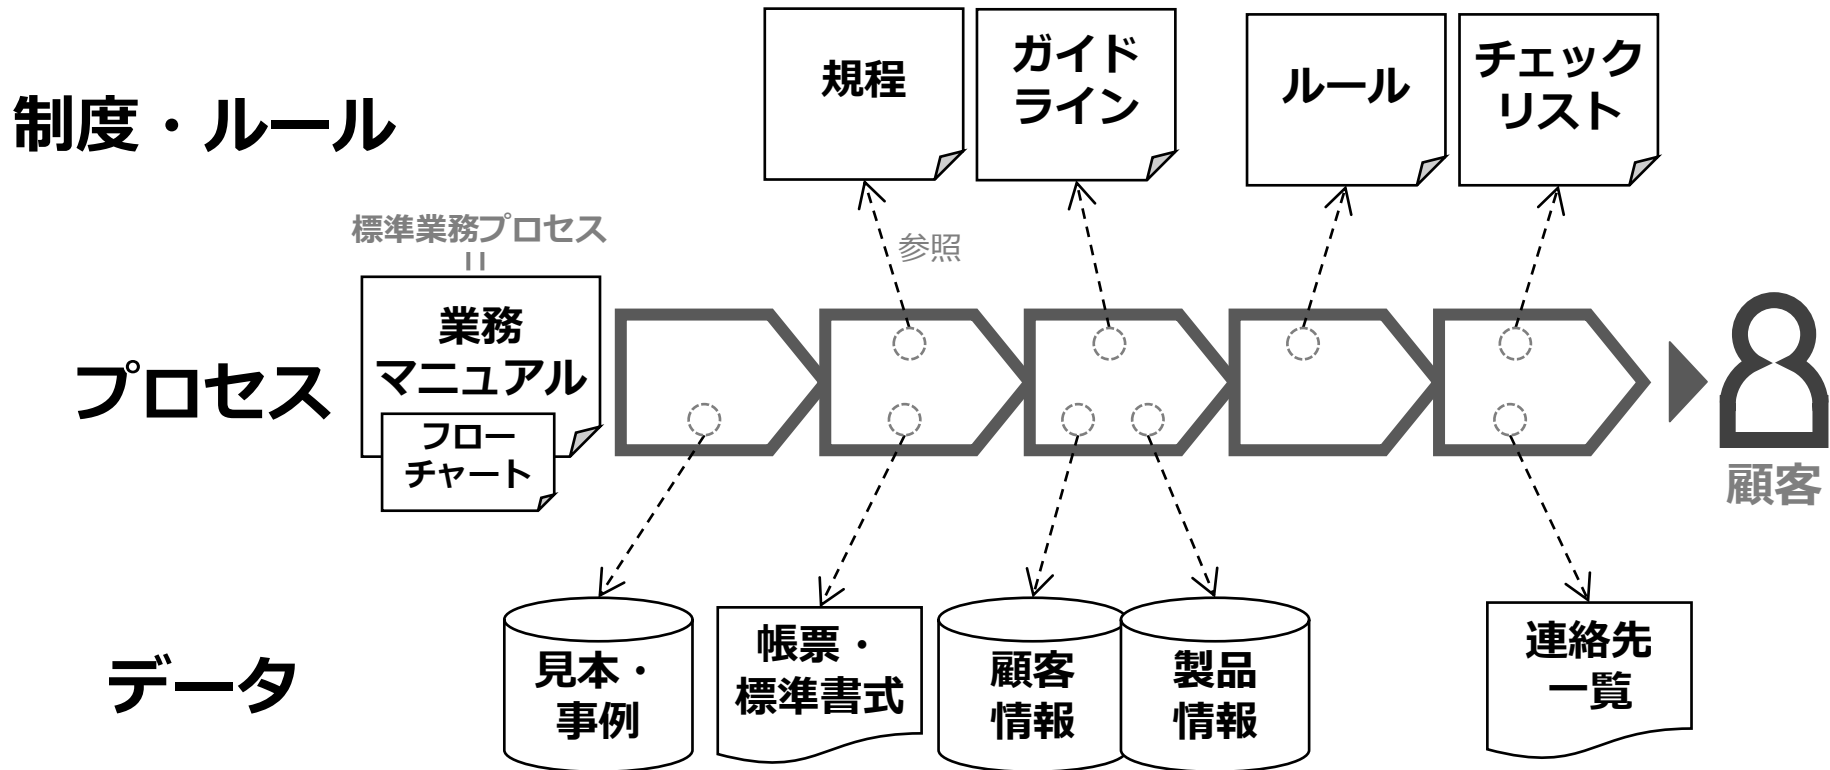 規程
ガイド
ライン
ルール
チェック
リスト
制度・ルール
標準業務プロセス
参照
業務
マニュアル
フロー
チャート
プロセス
顧客
データ
見本・
事例
帳票・
標準書式
顧客
情報
製品
情報
連絡先
一覧